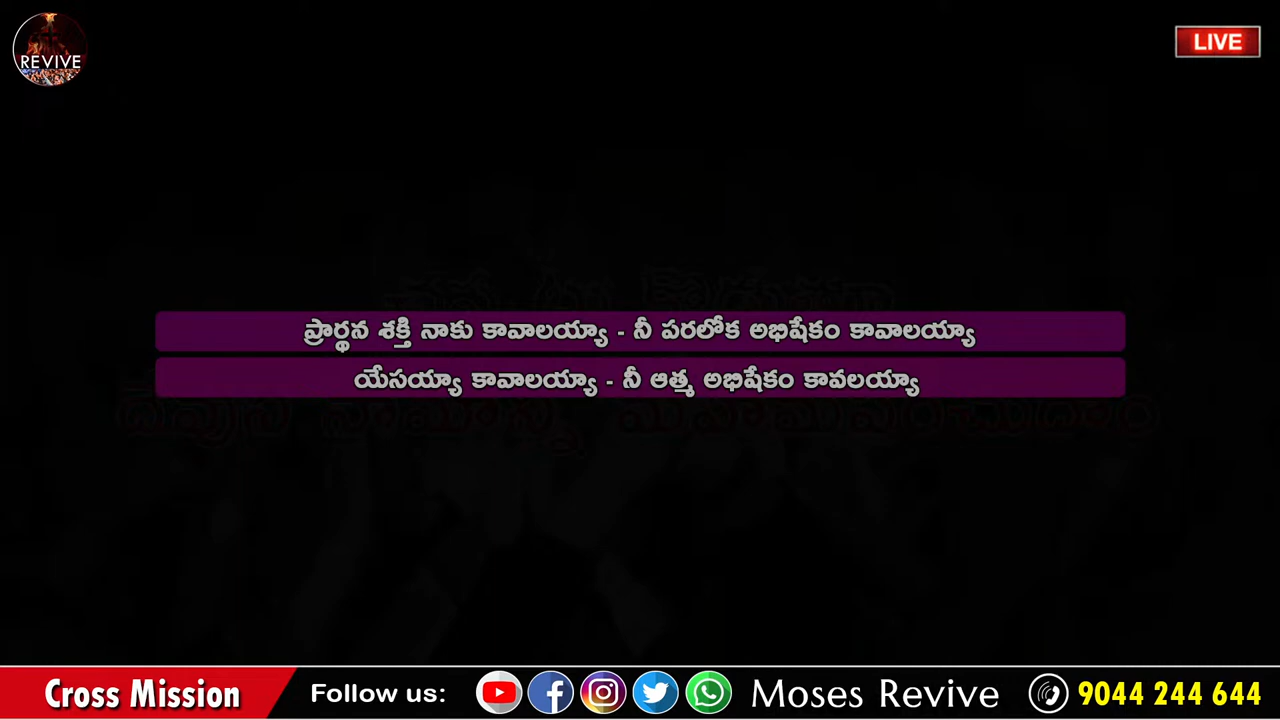 REVIVE
LIVE
ప్రార్థన శక్తి నాకు కావాలయ్యా - నీ పరలోక అభిషేకం కావాలయ్యా
యేసయ్యా కావాలయ్యా - నీ ఆత్మ అభిషేకం కావలయ్యా
Cross Mission Follow us: Moses Revive 9044 244 644